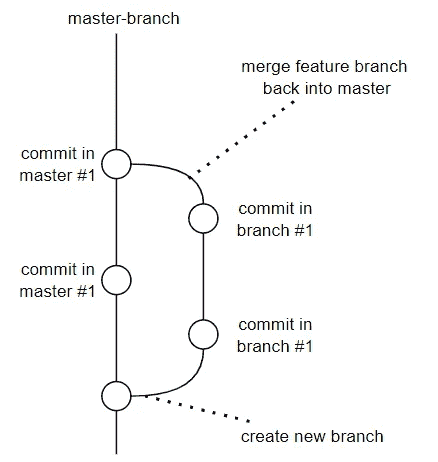 master-branch
merge feature branch
back into master
commit in
master #1
commit in
branch #1
commit in
master #1
commit in
branch #1
create new branch